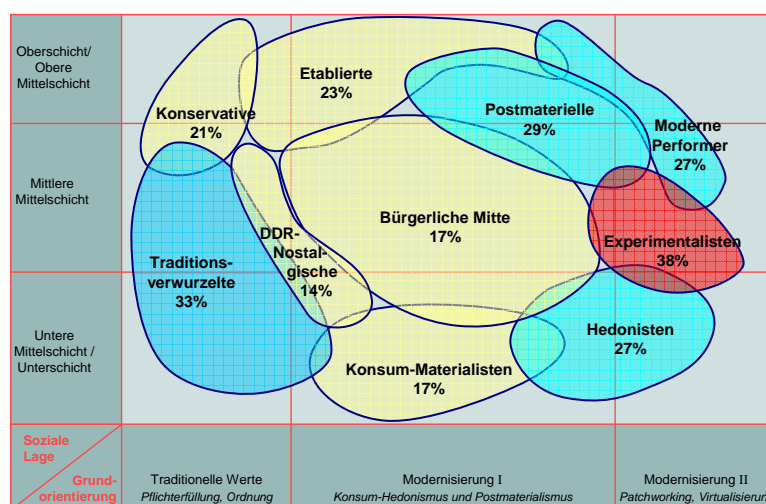 Oberschicht/
Obere
Mittelschicht
Etablierte
23%
Konservative
21%
Postmaterielle
29%
Moderne
Performer
27%
Mittlere
Mittelschicht
Bürgerliche Mitte
17%
DDR-
Nostal-
gische
14%
Experimentalisten
38%
Traditions-
verwurzelte
33%
Untere
Mittelschicht /
Unterschicht
Hedonisten
27%
Konsum-Materialisten
17%
Soziale
Lage
Grund-
orientierung
Traditionelle Werte
Pflichterfüllung, Ordnung
Modernisierung I
Konsum-Hedonismus und Postmaterialismus
Modernisierung II
Patchworking, Virtualisierun